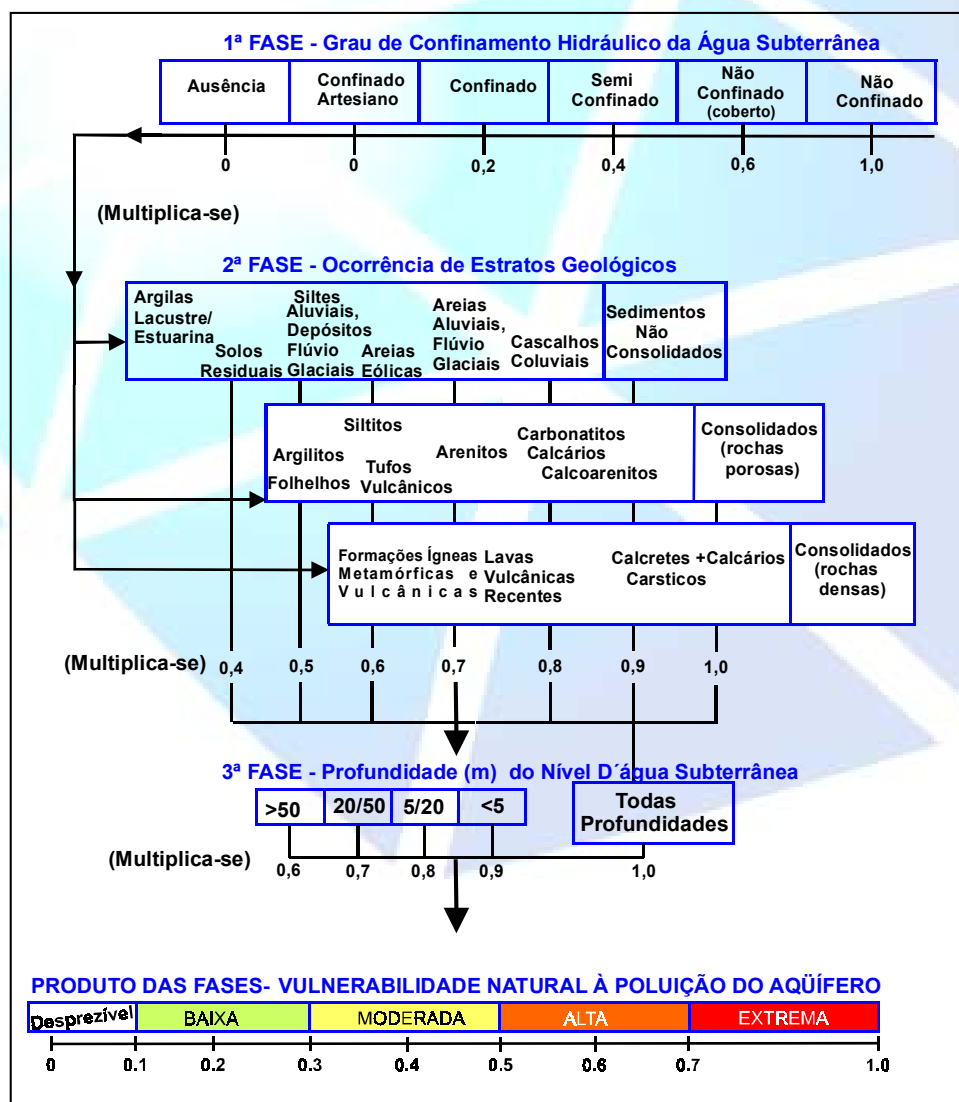 1ª FASE - Grau de Confinamento Hidráulico da Água Subterrânea
Ausência
Confinado
Artesiano
Confinado
Semi
Confinado
Não
Confinado
(coberto)
Não
Confinado
0
0
0,2
0,4
0,6
1,0
(Multiplica-se)
2ª FASE - Ocorrência de Estratos Geológicos
Argilas
Lacustre/
Estuarina
Solos
Residuais
Siltes
Aluviais,
Depósitos
Flúvio
Glaciais
Areias
Eólicas
Areias
Aluviais,
Flúvio
Glaciais
Cascalhos
Coluviais
Sedimentos
Não
Consolidados
Argilitos
Folhelhos
Siltitos
Tufos
Vulcânicos
Arenitos
Carbonatitos
Calcários
Calcoarenitos
Consolidados
(rochas
porosas)
Formações Ígneas
Metamórficas e
Vulcânicas
Lavas
Vulcânicas
Recentes
Calcretes +Calcários
Carsticos
Consolidados
(rochas
densas)
(Multiplica-se)
0,4
0,5
0,6
0,7
0,8
0,9
1,0
3ª FASE - Profundidade (m) do Nível D´água Subterrânea
>50
20/50
5/20
<5
Todas
Profundidades
(Multiplica-se)
0,6
0,7
0,8
0,9
1,0
PRODUTO DAS FASES- VULNERABILIDADE NATURAL À POLUIÇÃO DO AQÜÍFERO
Desprezível
BAIXA
MODERADA
ALTA
EXTREMA
0
0.1
0.2
0.3
0.4
0.5
0.6
0.7
1.0